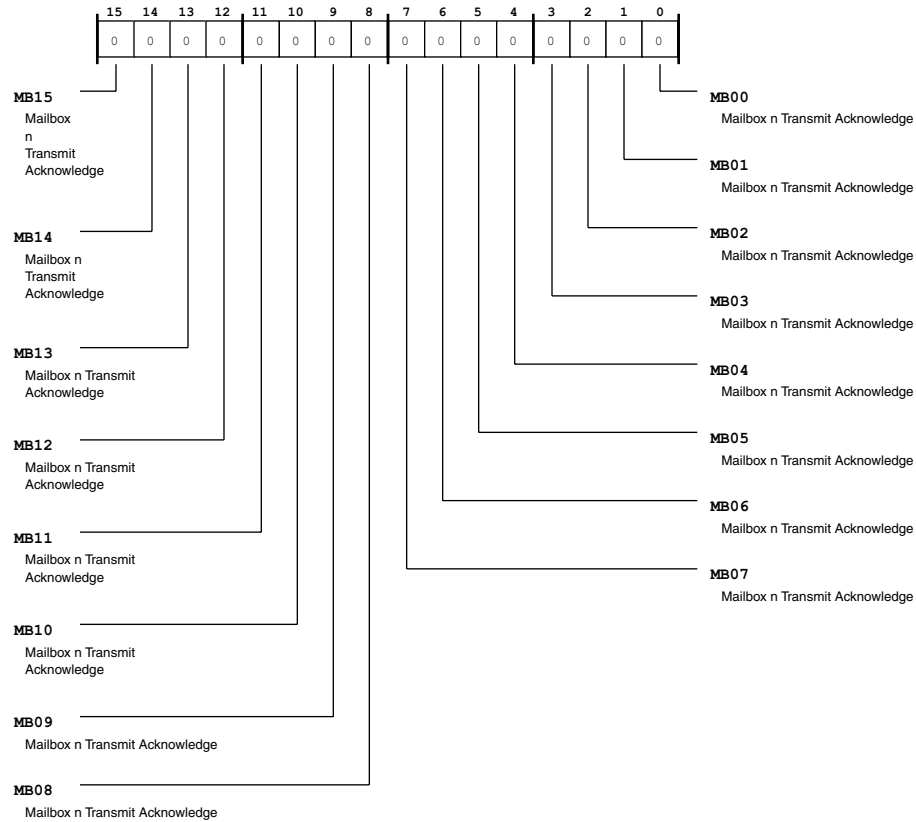 15 14 13 12 11 10 9 8 7 6 5 4 3 2 1 0
0 0 0 0 0 0 0 0 0 0 0 0 0 0 0 0
MB15
Mailbox
n
Transmit
Acknowledge
MB14
Mailbox n
Transmit
Acknowledge
MB13
Mailbox n Transmit
Acknowledge
MB12
Mailbox n Transmit
Acknowledge
MB11
Mailbox n Transmit
Acknowledge
MB10
Mailbox n Transmit
Acknowledge
MB09
Mailbox n Transmit Acknowledge
MB08
Mailbox n Transmit Acknowledge
MB00
Mailbox n Transmit Acknowledge
MB01
Mailbox n Transmit Acknowledge
MB02
Mailbox n Transmit Acknowledge
MB03
Mailbox n Transmit Acknowledge
MB04
Mailbox n Transmit Acknowledge
MB05
Mailbox n Transmit Acknowledge
MB06
Mailbox n Transmit Acknowledge
MB07
Mailbox n Transmit Acknowledge